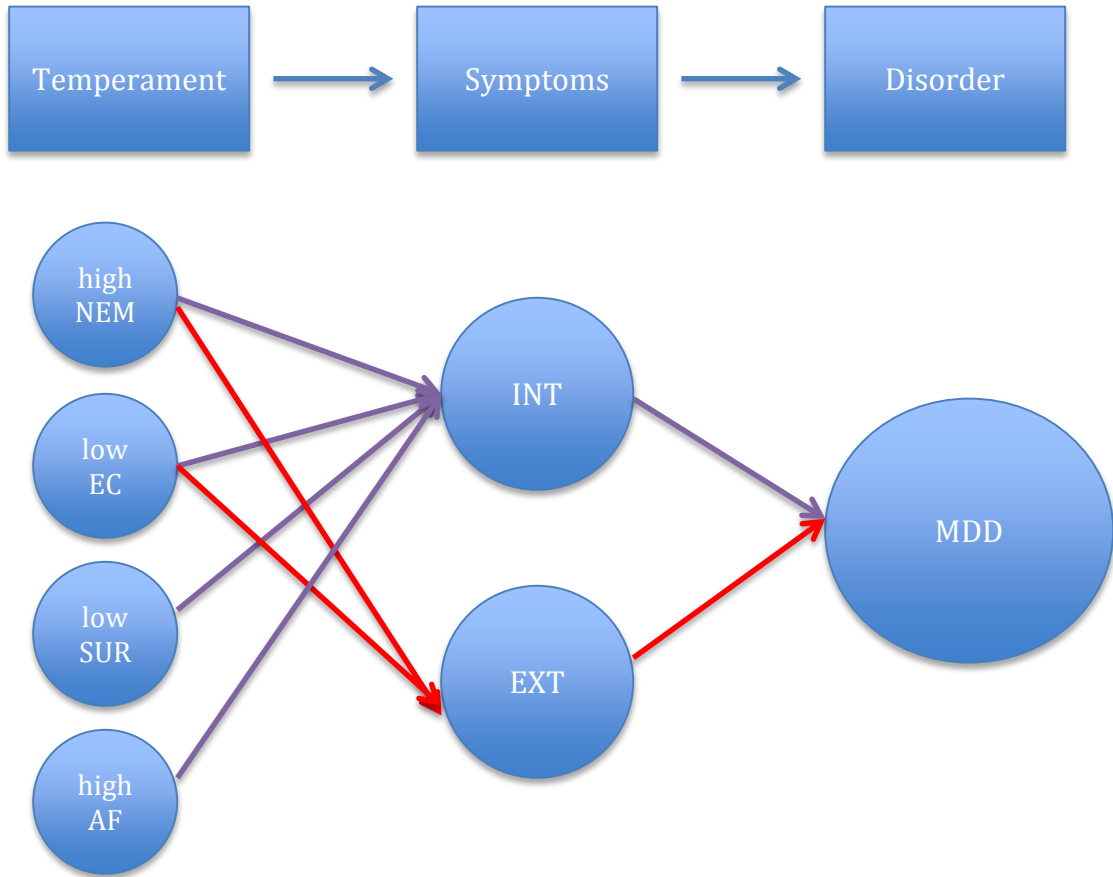 Temperament
Symptoms
Disorder
high
NEM
low
EC
low
SUR
high
AF
INT
EXT
MDD